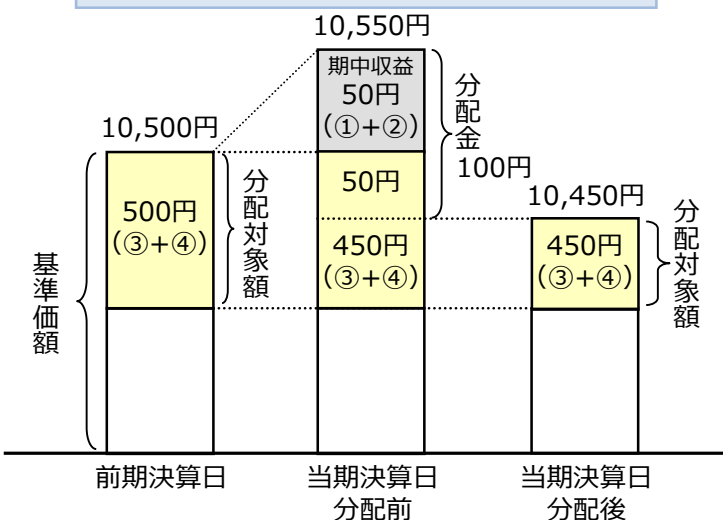 10,550円
期中収益
50円
(①+②)
分配金
100円
10,500円
500円
(③+④)
分配対象額
50円
450円
(③+④)
10,450円
450円
(③+④)
分配対象額
基準価額
前期決算日
当期決算日
分配前
当期決算日
分配後